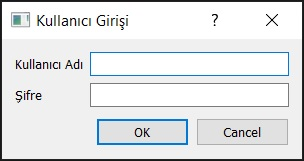 Kullanıcı Girişi ?
Kullanıcı Adı
Şifre
OK Cancel